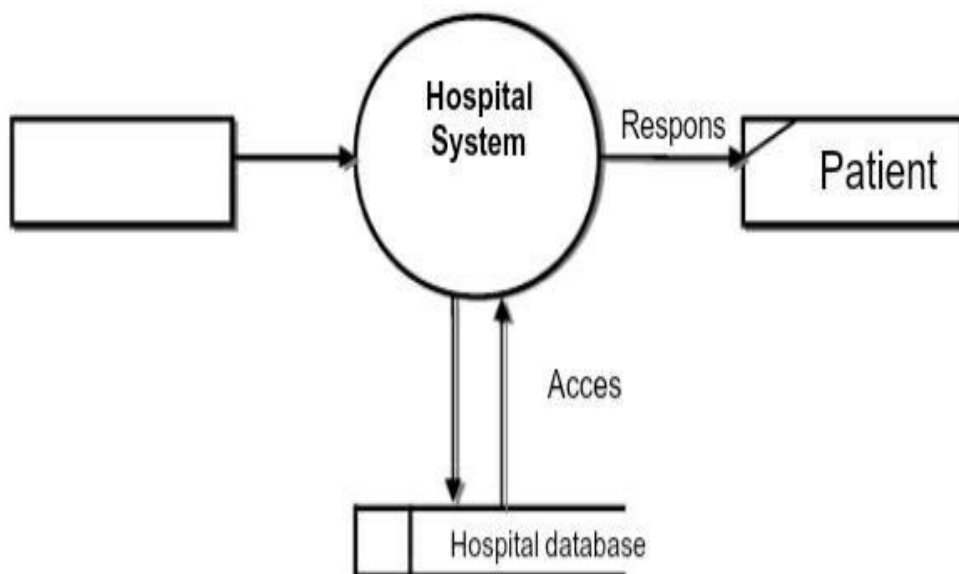 Hospital
System
Respons
Patient
Acces
Hospital database